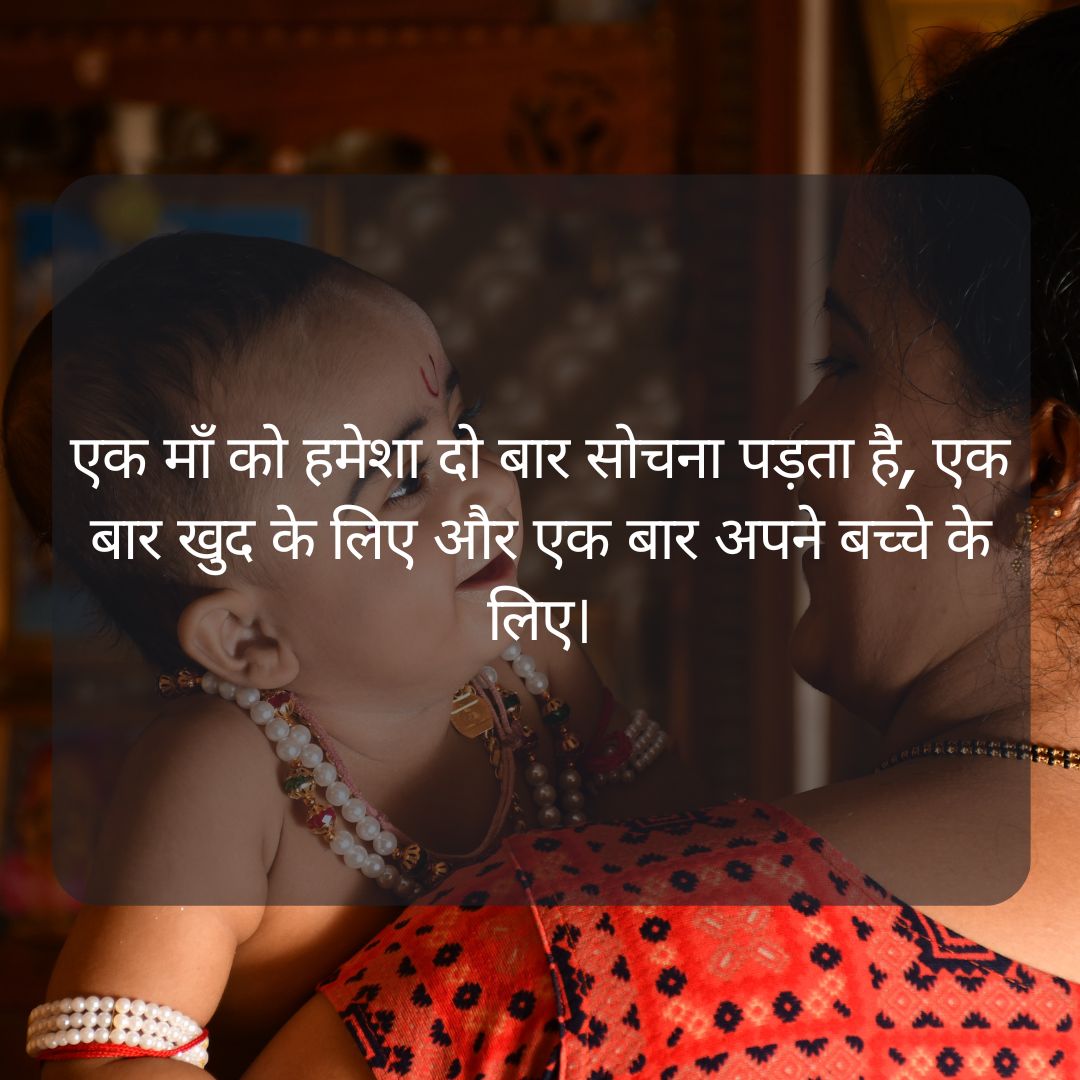 एक माँ को हमेशा दो बार सोचना पड़ता है, एक
बार खुद के लिए और एक बार अपने बच्चे के
लिए।